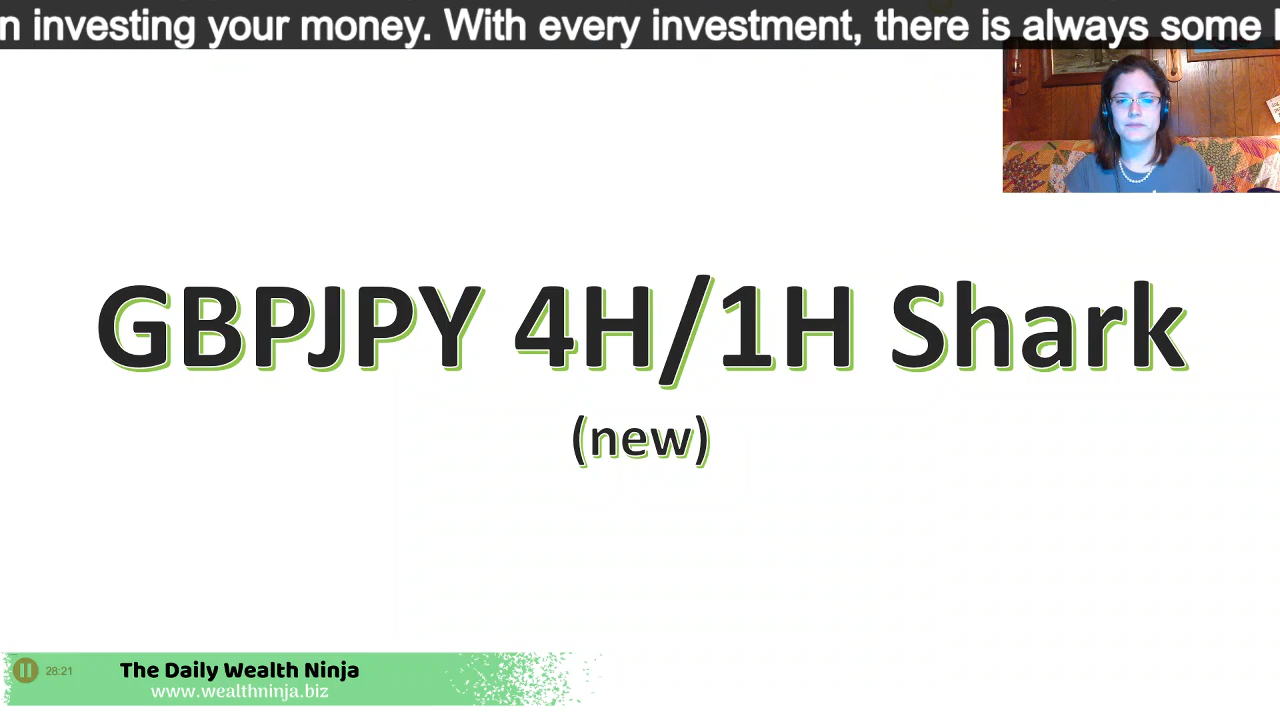 n investing your money. With every investment, there is always some
GBPJPY 4H/1H Shark
(new)
28:21
The Daily Wealth Ninja
www.wealthninja.biz